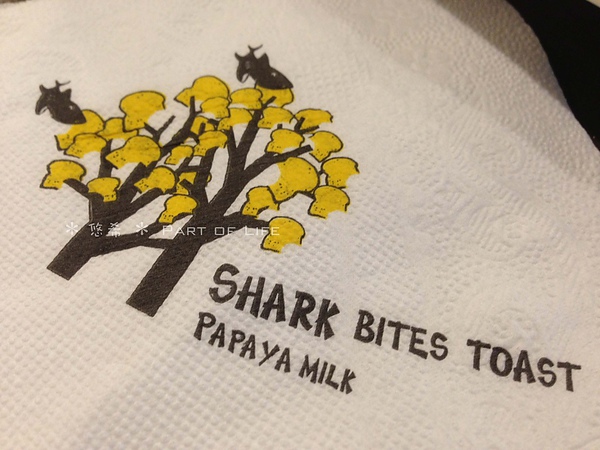 ＊ 悠希 ＊ PART OF LIFE
SHARK BITES TOAST
PAPAYA MILK